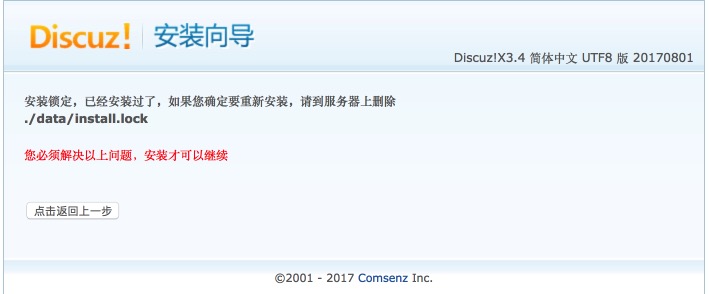 Discuz! 安装向导
Discuz!X3.4 简体中文 UTF8 版 20170801
安装锁定，已经安装过了，如果您确定要重新安装，请到服务器上删除
./data/install.lock
您必须解决以上问题，安装才可以继续
点击返回上一步
©2001 - 2017 Comsenz Inc.